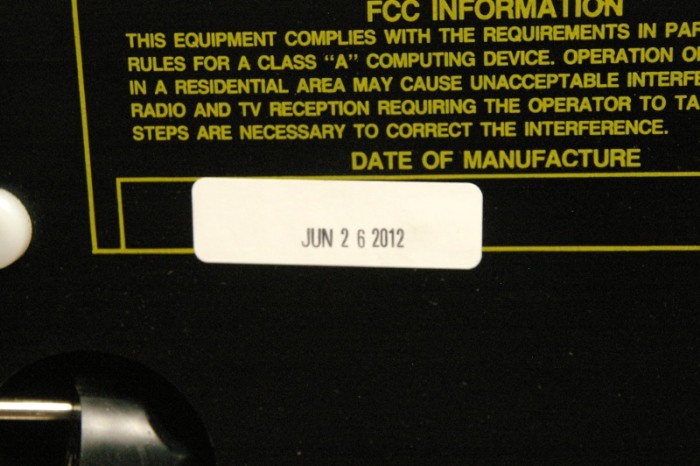 FCC INFORMATION
THIS EQUIPMENT COMPLIES WITH THE REQUIREMENTS IN
RULES FOR A CLASS “A” COMPUTING DEVICE. OPERATION
IN A RESIDENTIAL AREA MAY CAUSE UNACCEPTABLE
RADIO AND TV RECEPTION REQUIRING THE OPERATOR TO
STEPS ARE NECESSARY TO CORRECT THE INTERFERENCE.
DATE OF MANUFACTURE
JUN 2 6 2012